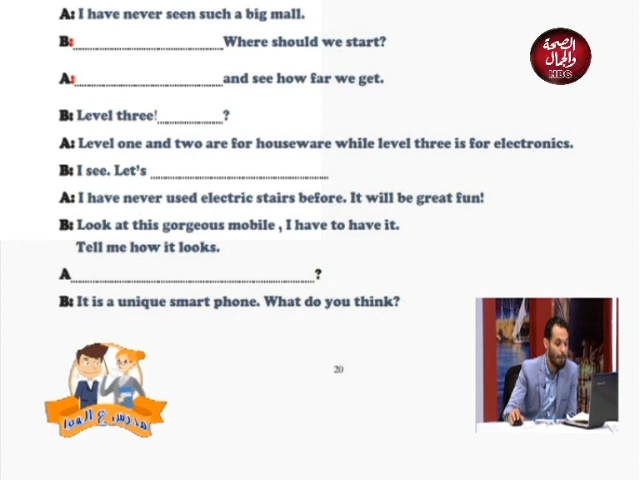 A: I have never seen such a big mall.
الصحة
والجمال
HBC
B:................................Where should we start?
A:................................and see how far we get.
B: Level three!................?
A: Level one and two are for houseware while level three is for electronics.
B: I see. Let's ................................
A: I have never used electric stairs before. It will be great fun!
B: Look at this gorgeous mobile , I have to have it.
Tell me how it looks.
A................................?
B: It is a unique smart phone. What do you think?
20
مدرس ع الهوا